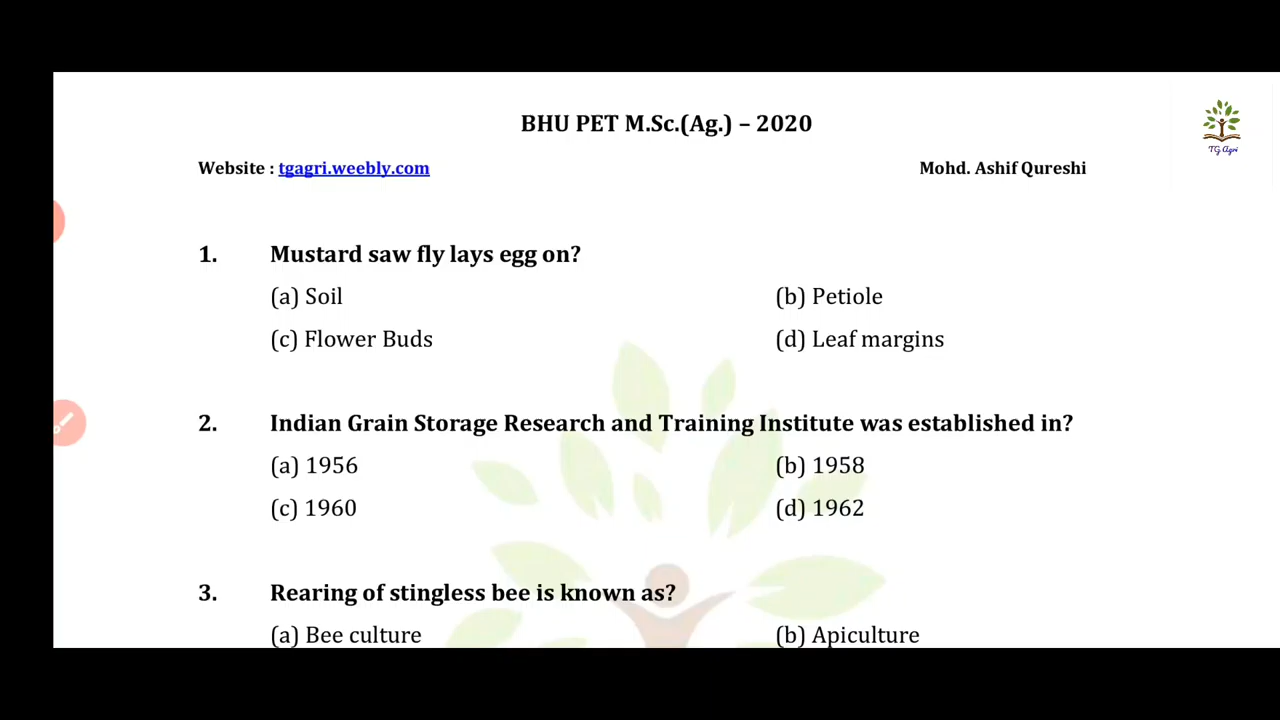 BHU PET M.Sc.(Ag.) – 2020
TG Agri
Website : tgagri.weebly.com Mohd. Ashif Qureshi
1. Mustard saw fly lays egg on?
(a) Soil (b) Petiole
(c) Flower Buds (d) Leaf margins
2. Indian Grain Storage Research and Training Institute was established in?
(a) 1956 (b) 1958
(c) 1960 (d) 1962
3. Rearing of stingless bee is known as?
(a) Bee culture (b) Apiculture